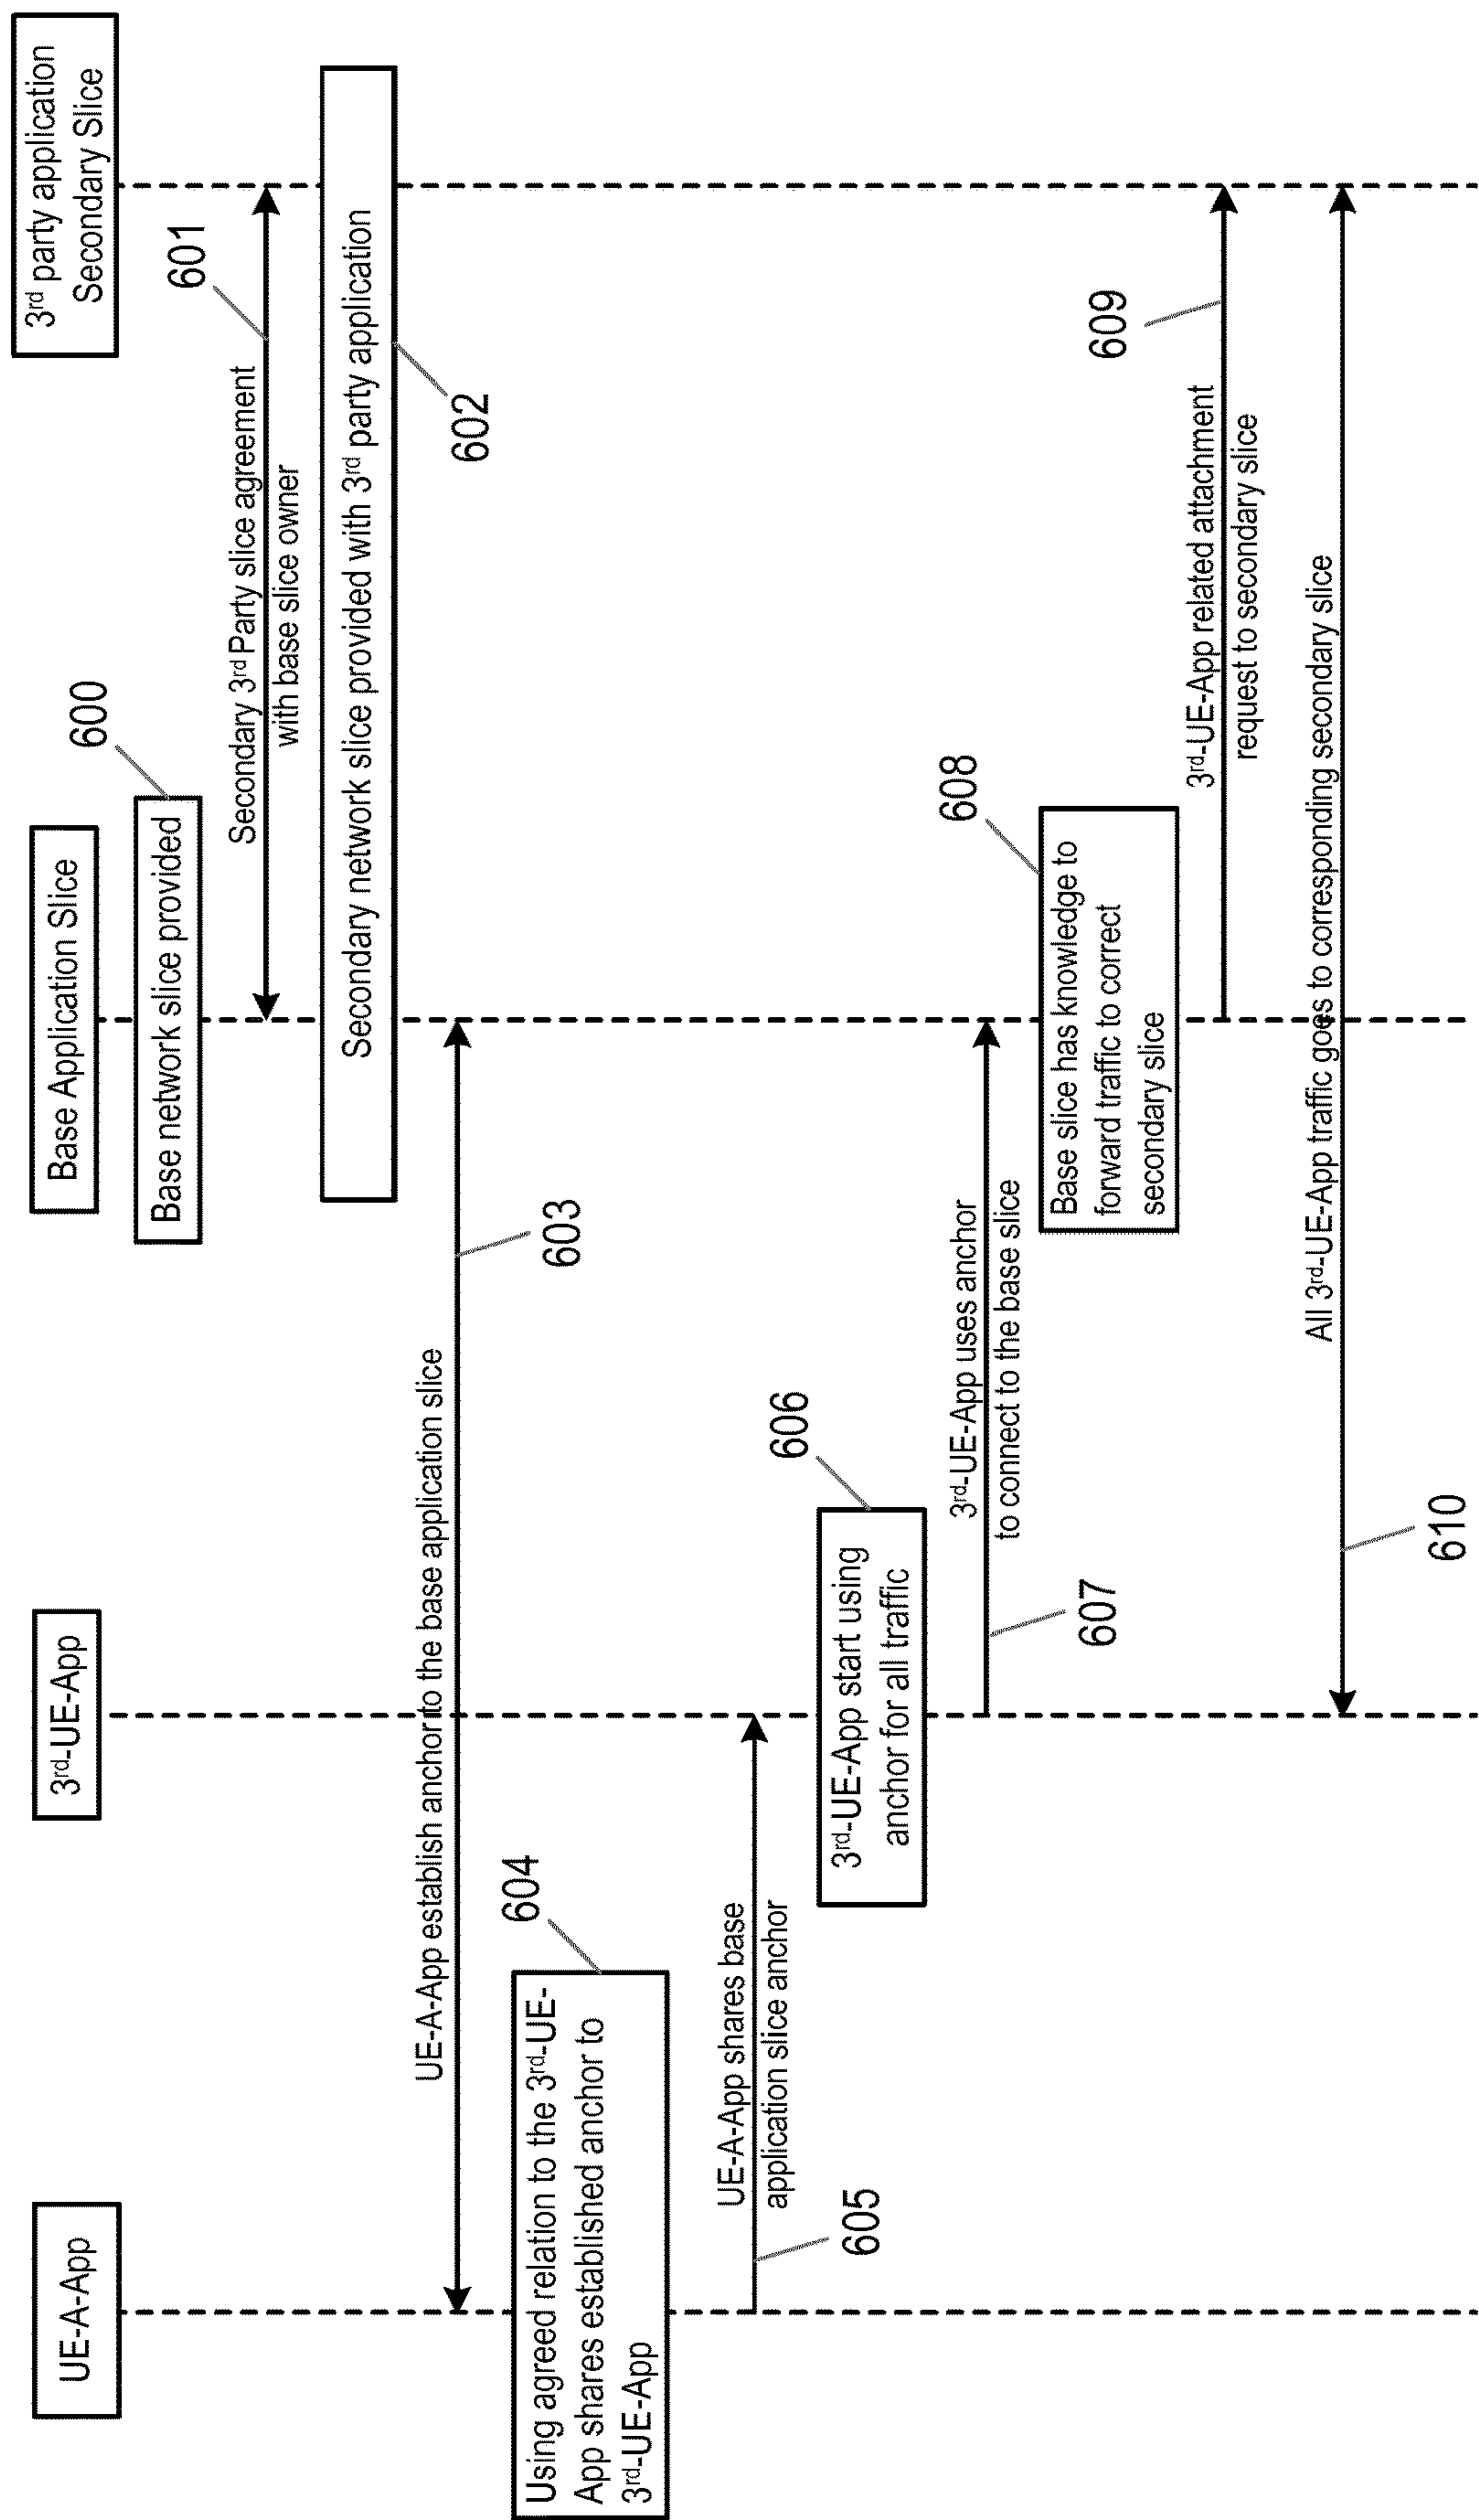 UE-A-App
3rd-UE-App
Base Application Slice
3rd party application
Secondary Slice
Base network slice provided
600
Secondary 3rd Party slice agreement
with base slice owner
601
Secondary network slice provided with 3rd party application
602
UE-A-App establish anchor to the base application slice
603
Using agreed relation to the 3rd-UE-
App shares established anchor to
3rd-UE-App
604
UE-A-App shares base
application slice anchor
605
3rd-UE-App start using
anchor for all traffic
606
3rd-UE-App uses anchor
to connect to the base slice
607
Base slice has knowledge to
forward traffic to correct
secondary slice
608
3rd-UE-App related attachment
request to secondary slice
609
All 3rd-UE-App traffic goes to corresponding secondary slice
610